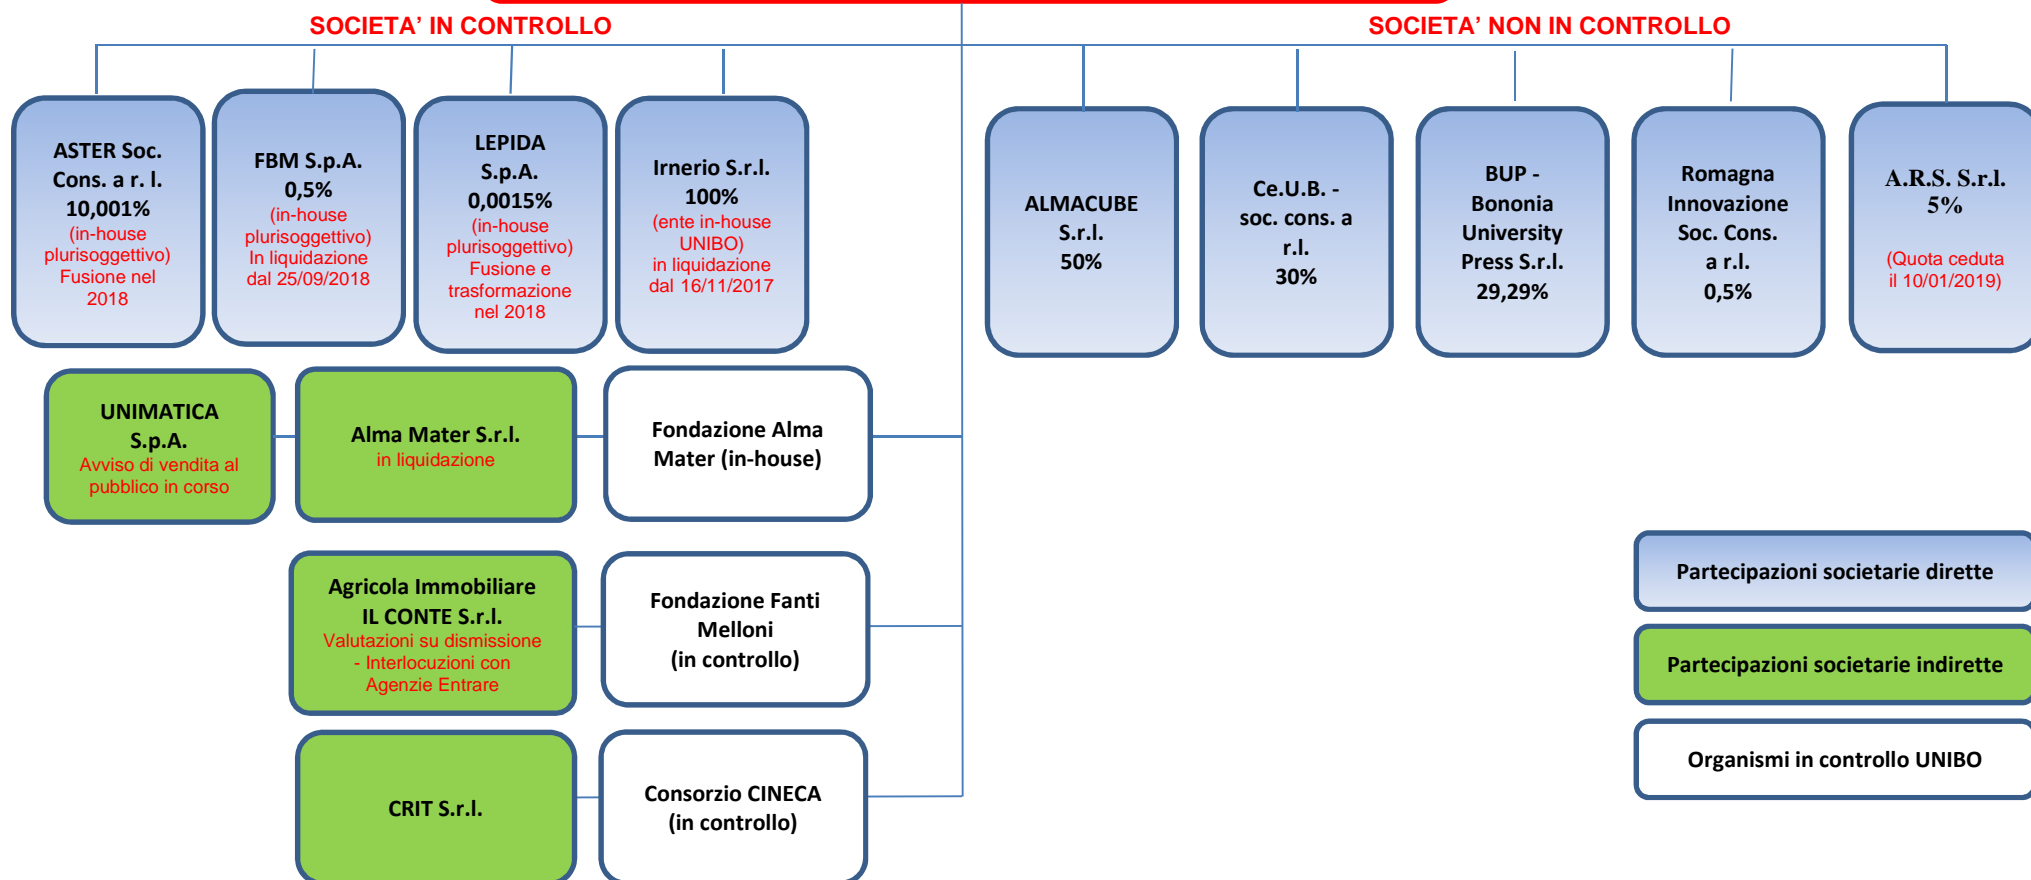 SOCIETA’ IN CONTROLLO
SOCIETA’ NON IN CONTROLLO
ASTER Soc.
Cons. a r. l.
10,001%
(in-house
plurisoggettivo)
Fusione nel
2018
FBM S.p.A.
0,5%
(in-house
plurisoggettivo)
In liquidazione
dal 25/09/2018
LEPIDA
S.p.A.
0,0015%
(in-house
plurisoggettivo)
Fusione e
trasformazione
nel 2018
Irnerio S.r.l.
100%
(ente in-house
UNIBO)
in liquidazione
dal 16/11/2017
ALMACUBE
S.r.l.
50%
Ce.U.B. -
soc. cons. a
r.l.
30%
BUP -
Bononia
University
Press S.r.l.
29,29%
Romagna
Innovazione
Soc. Cons.
a r.l.
0,5%
A.R.S. S.r.l.
5%
(Quota ceduta
il 10/01/2019)
UNIMATICA
S.p.A.
Avviso di vendita al
pubblico in corso
Alma Mater S.r.l.
in liquidazione
Fondazione Alma
Mater (in-house)
Agricola Immobiliare
IL CONTE S.r.l.
Valutazioni su dismissione
- Interlocuzioni con
Agenzie Entrare
Fondazione Fanti
Melloni
(in controllo)
CRIT S.r.l.
Consorzio CINECA
(in controllo)
Partecipazioni societarie dirette
Partecipazioni societarie indirette
Organismi in controllo UNIBO